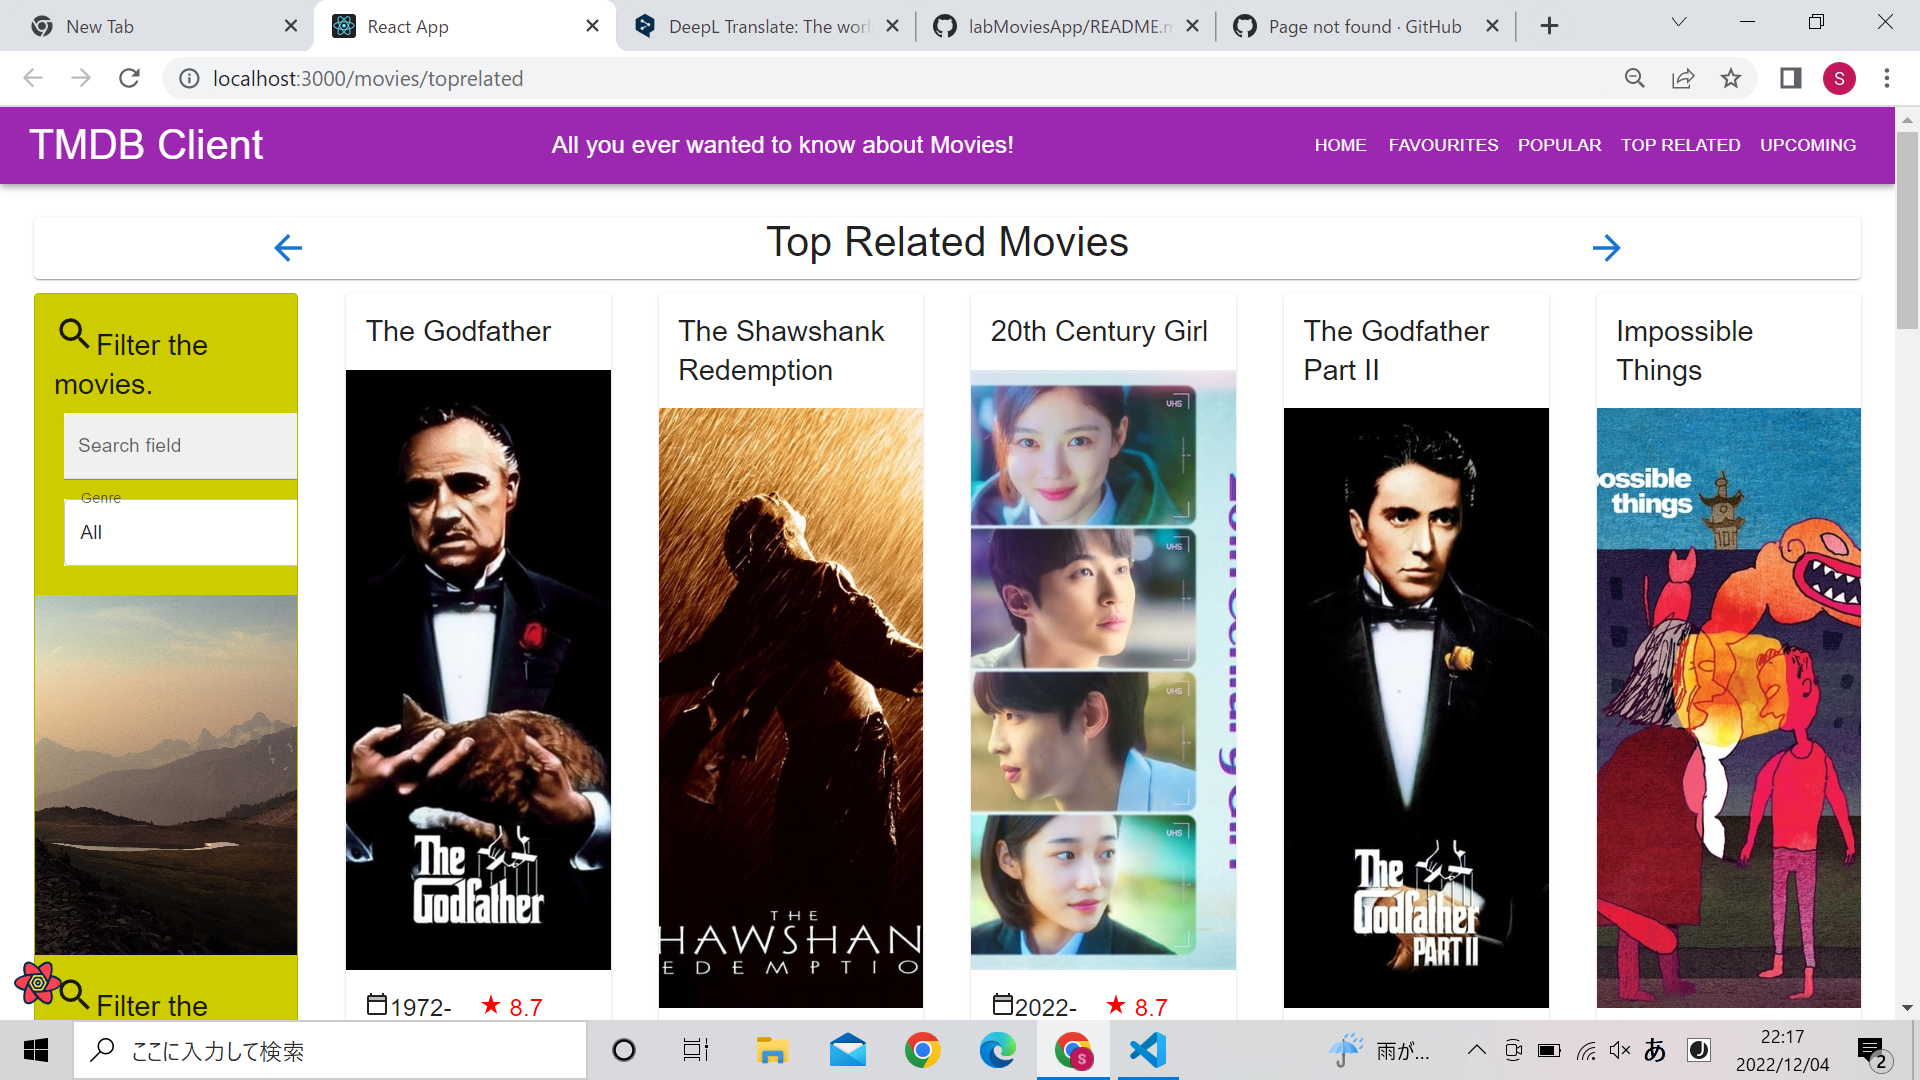 New Tab
React App
DeepL Translate: The worl
labMoviesApp/README.m
Page not found · GitHub
localhost:3000/movies/toprelated
S
TMDB Client
All you ever wanted to know about Movies!
HOME FAVOURITES POPULAR TOP RELATED UPCOMING
Top Related Movies
Filter the
movies.
Search field
Genre
All
Filter the
The Godfather
The
Godfather
1972-
★ 8.7
The Shawshank
Redemption
THE
HAWSHAN
EDEMPTIO
20th Century Girl
VHS
VHS
VHS
VHS
2022-
★ 8.7
The Godfather
Part II
The
Godfather
PART II
Impossible
Things
ossible
things
ここに入力して検索
S
雨が...
あ
22:17
2022/12/04
2